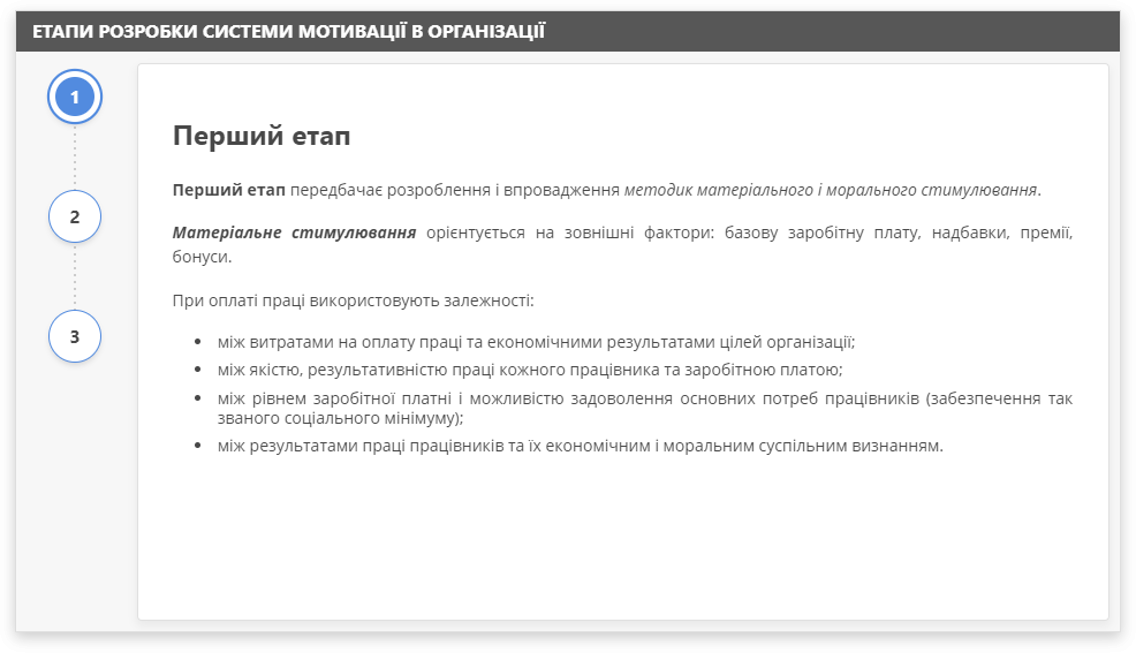 ЕТАПИ РОЗРОБКИ СИСТЕМИ МОТИВАЦІЇ В ОРГАНІЗАЦІЇ
1
2
3
Перший етап
Перший етап передбачає розроблення і впровадження методик матеріального і морального стимулювання.
Матеріальне стимулювання орієнтується на зовнішні фактори: базову заробітну плату, надбавки, премії,
бонуси.
При оплаті праці використовують залежності:
• між витратами на оплату праці та економічними результатами цілей організації;
• між якістю, результативністю праці кожного працівника та заробітною платою;
• між рівнем заробітної платні і можливістю задоволення основних потреб працівників (забезпечення так
званого соціального мінімуму);
• між результатами праці працівників та їх економічним і моральним суспільним визнанням.